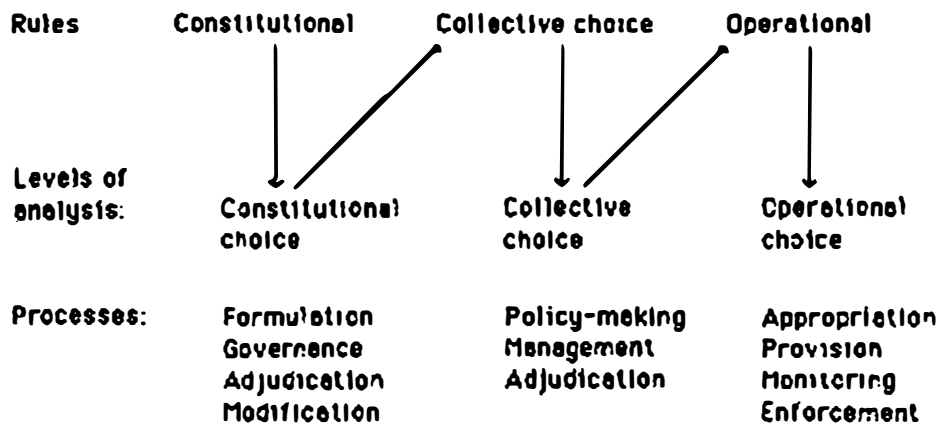 Rules Constitutional Collective choice Operational
Levels of
analysis: Constitutional Collective Operational
choice choice choice
Processes: Formulation Policy-making Appropriation
Governance Management Provision
Adjudication Adjudication Monitoring
Modification Enforcement